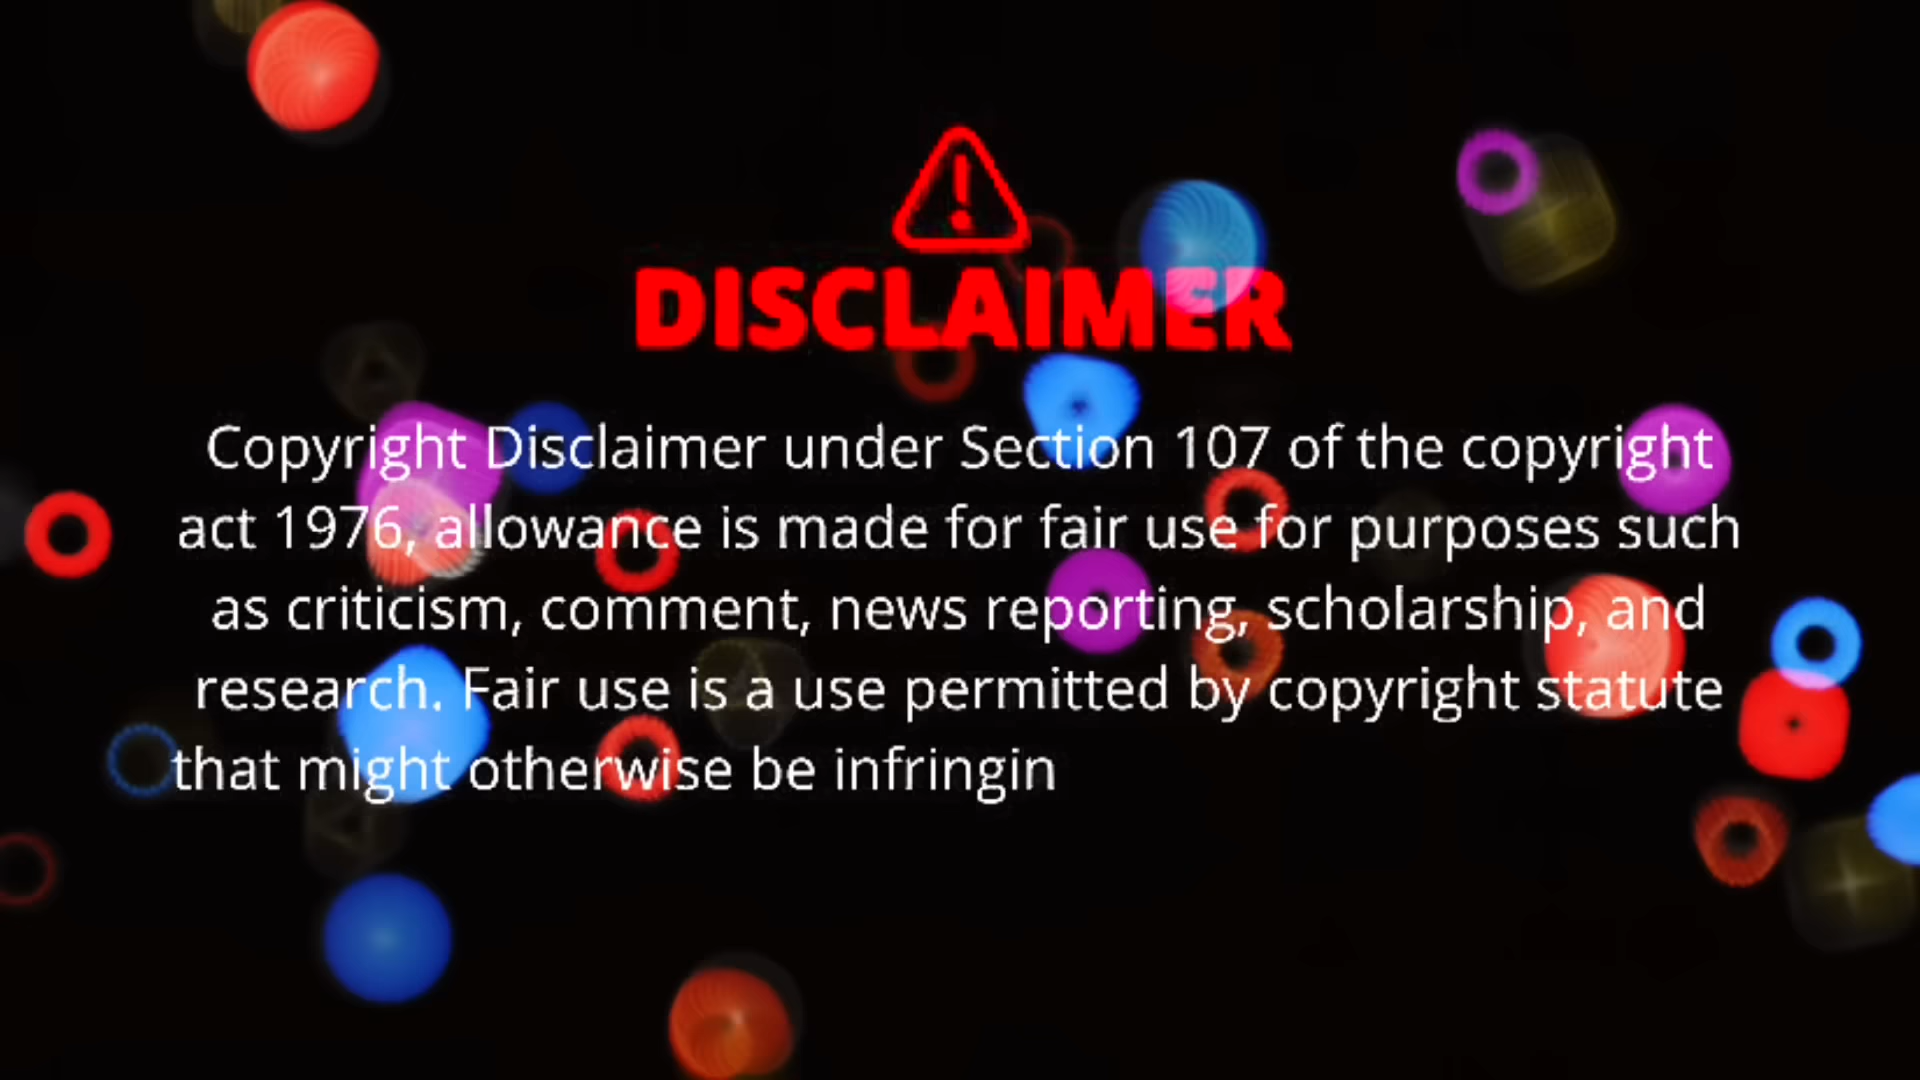 DISCLAIMER
Copyright Disclaimer under Section 107 of the copyright
act 1976, allowance is made for fair use for purposes such
as criticism, comment, news reporting, scholarship, and
research. Fair use is a use permitted by copyright statute
that might otherwise be infringin